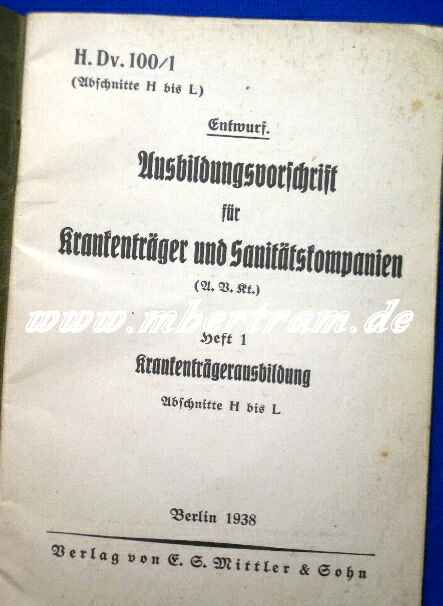 H. Dv. 100/1
(Abschnitte H bis L)
Entwurf.
Ausbildungsvorschrift
für
Krankenträger und Sanitätskompanien
(A. V. Kt.)
www.mbertram.de
Heft 1
Krankenträgerausbildung
Abschnitte H bis L
Berlin 1938
Verlag von E. S. Mittler & Sohn